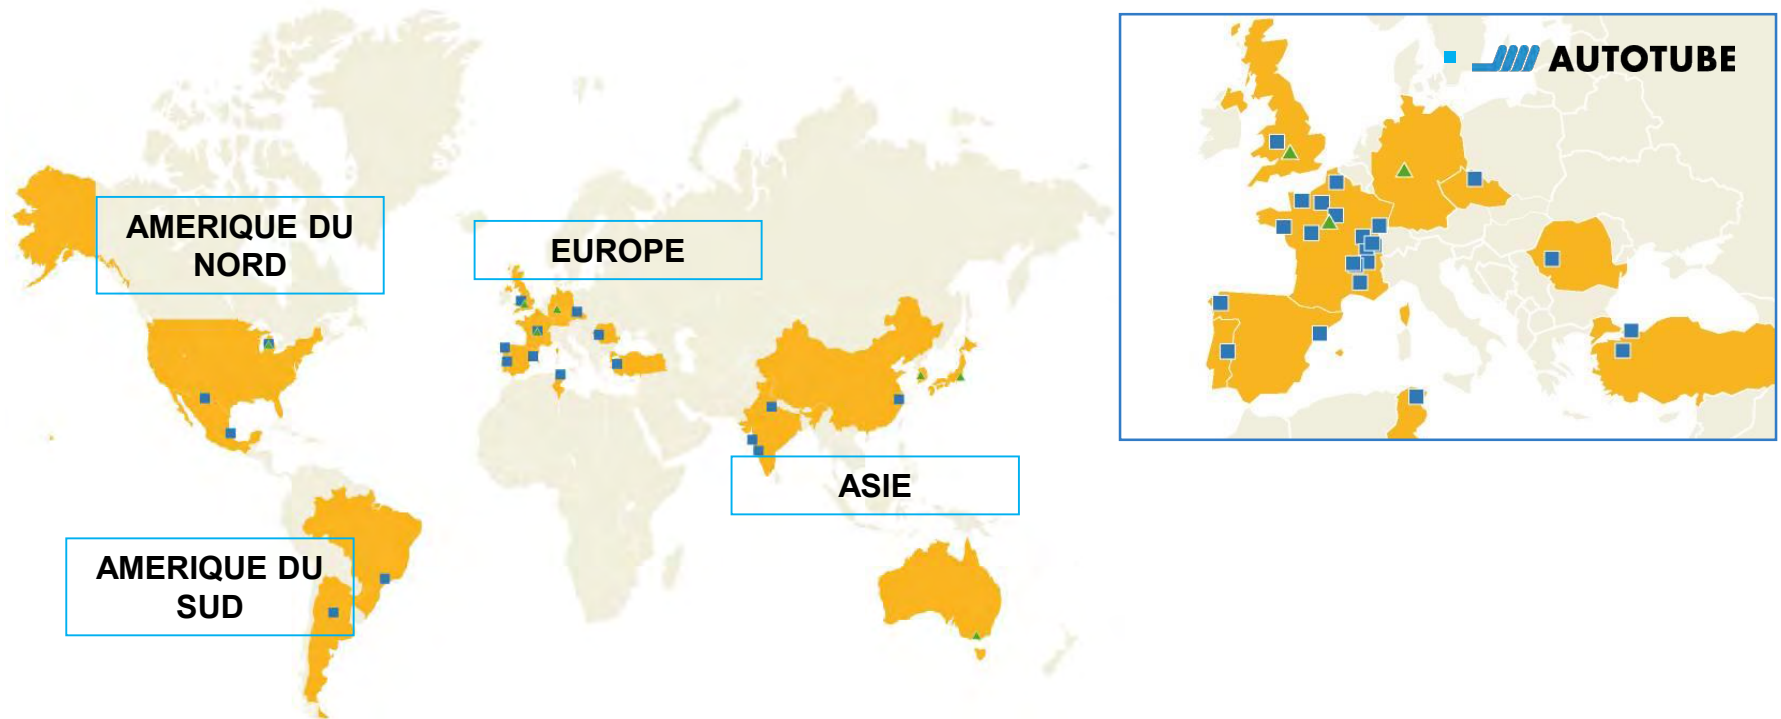 AUTOTUBE
AMERIQUE DU
NORD
EUROPE
ASIE
AMERIQUE DU
SUD